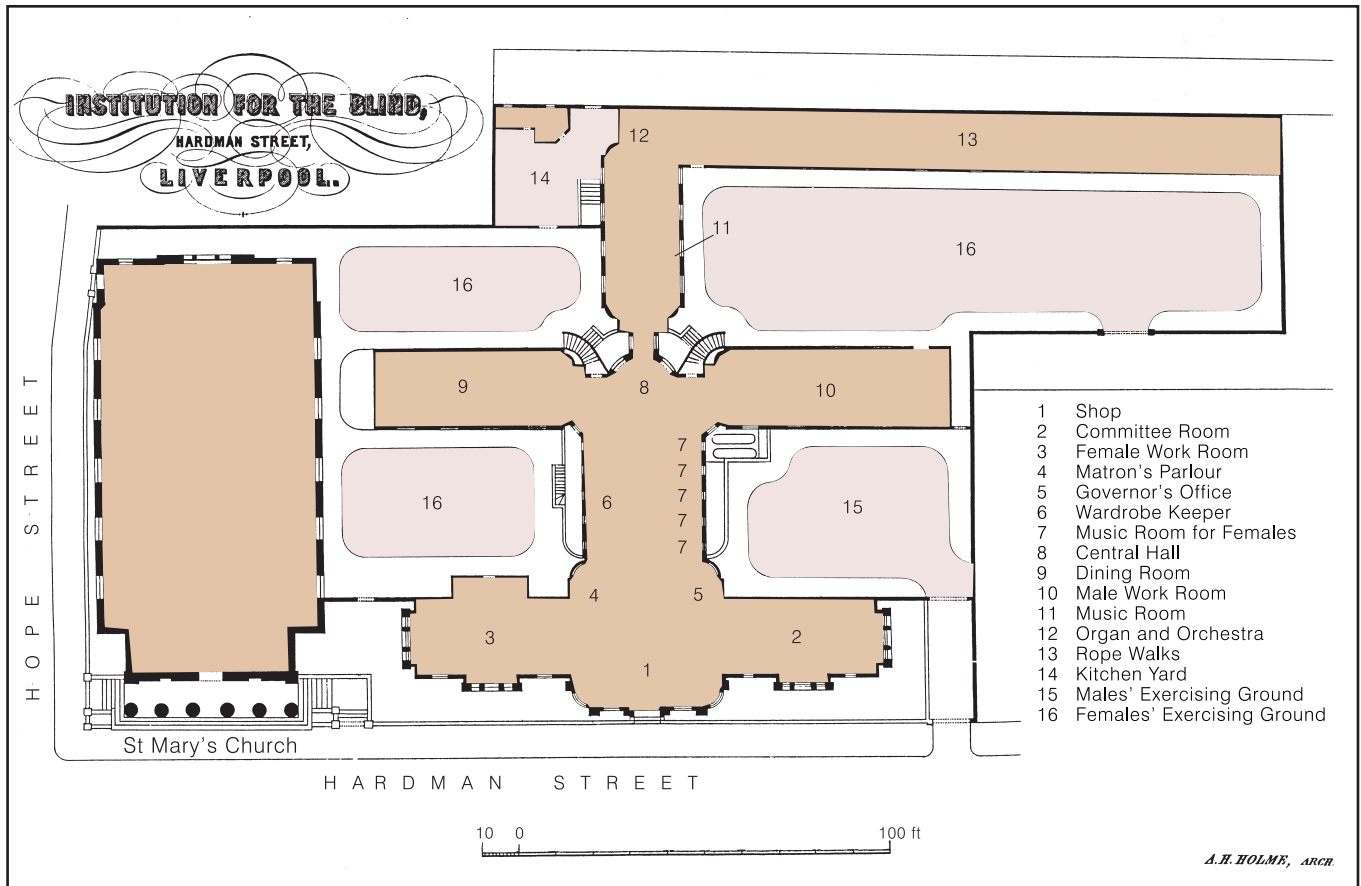 INSTITUTION FOR THE BLIND,
HARDMAN STREET,
LIVERPOOL.
12
13
14
11
16
16
9
8
10
7
7
7
7
7
6
16
15
4
5
3
2
1
HOPE STREET
St Mary's Church
HARDMAN STREET
1 Shop
2 Committee Room
3 Female Work Room
4 Matron's Parlour
5 Governor's Office
6 Wardrobe Keeper
7 Music Room for Females
8 Central Hall
9 Dining Room
10 Male Work Room
11 Music Room
12 Organ and Orchestra
13 Rope Walks
14 Kitchen Yard
15 Males' Exercising Ground
16 Females' Exercising Ground
10 0 100 ft
A.H. HOLME, ARCH.